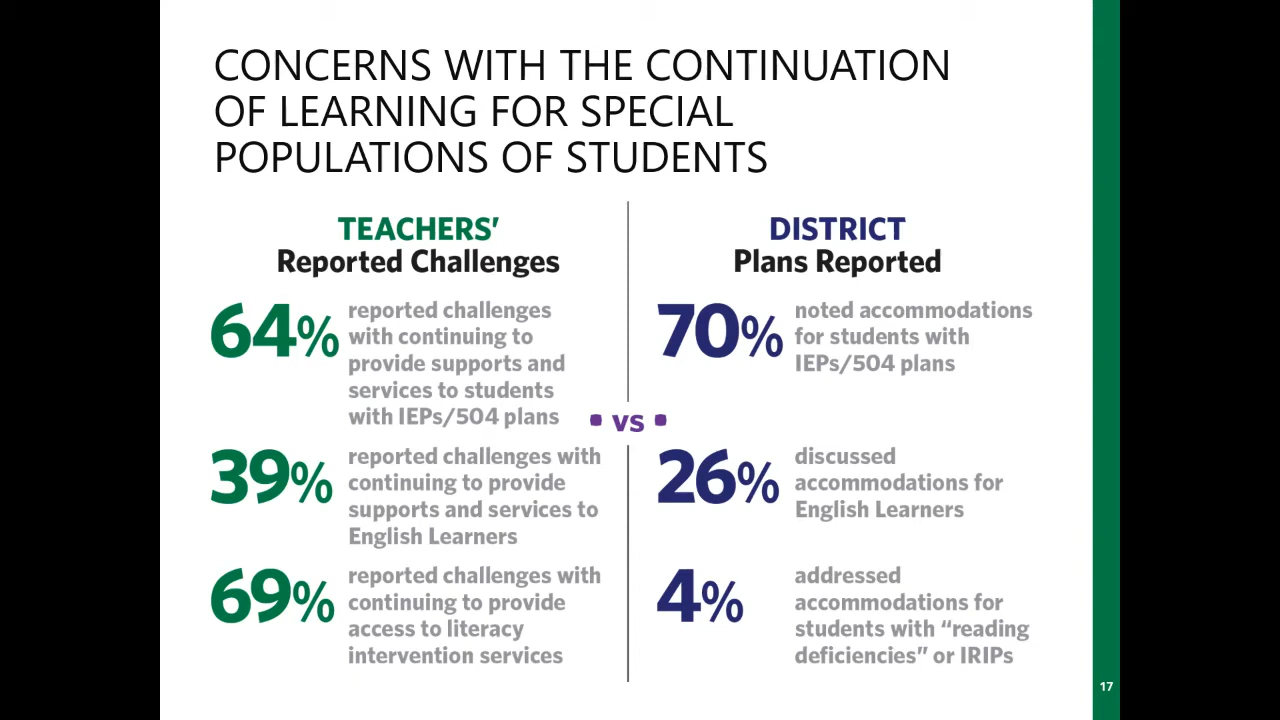 CONCERNS WITH THE CONTINUATION
OF LEARNING FOR SPECIAL
POPULATIONS OF STUDENTS
TEACHERS’
Reported Challenges
64%
reported challenges
with continuing to
provide supports and
services to students
with IEPs/504 plans
39%
reported challenges with
continuing to provide
supports and services to
English Learners
69%
reported challenges with
continuing to provide
access to literacy
intervention services
• vs •
DISTRICT
Plans Reported
70%
noted accommodations
for students with
IEPs/504 plans
26%
discussed
accommodations for
English Learners
4%
addressed
accommodations for
students with “reading
deficiencies” or IRIPs
17